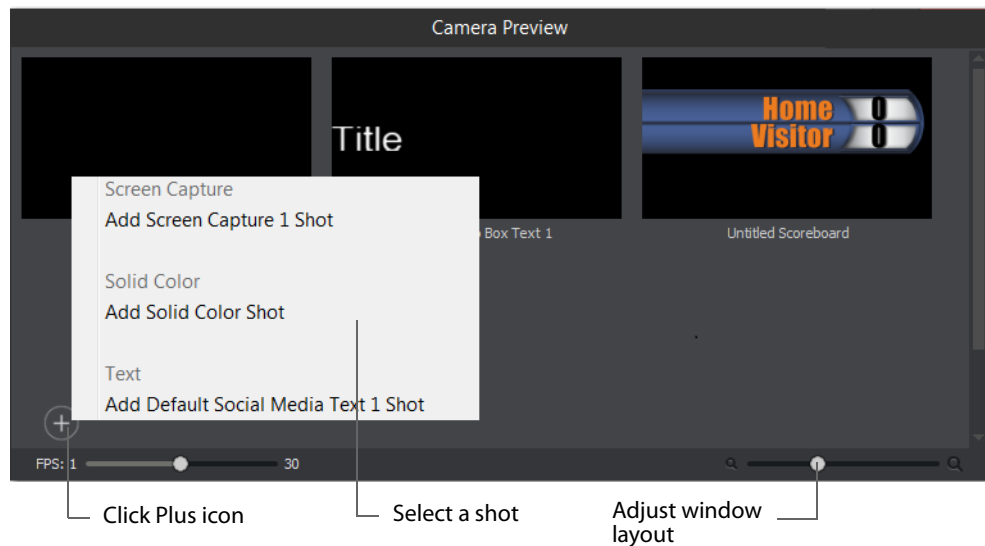 Camera Preview
Title
Home 0
Visitor 0
Box Text 1
Untitled Scoreboard
Screen Capture
Add Screen Capture 1 Shot
Solid Color
Add Solid Color Shot
Text
Add Default Social Media Text 1 Shot
FPS: 1
30
Click Plus icon
Select a shot
Adjust window
layout